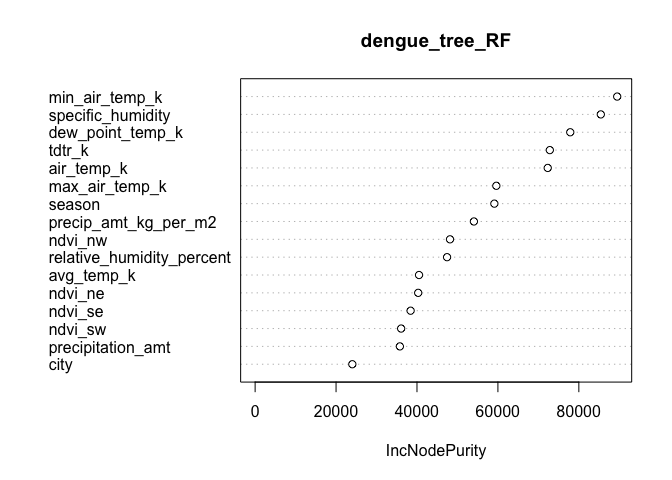 dengue_tree_RF
min_air_temp_k
specific_humidity
dew_point_temp_k
tdtr_k
air_temp_k
max_air_temp_k
season
precip_amt_kg_per_m2
ndvi_nw
relative_humidity_percent
avg_temp_k
ndvi_ne
ndvi_se
ndvi_sw
precipitation_amt
city
0 20000 40000 60000 80000
IncNodePurity